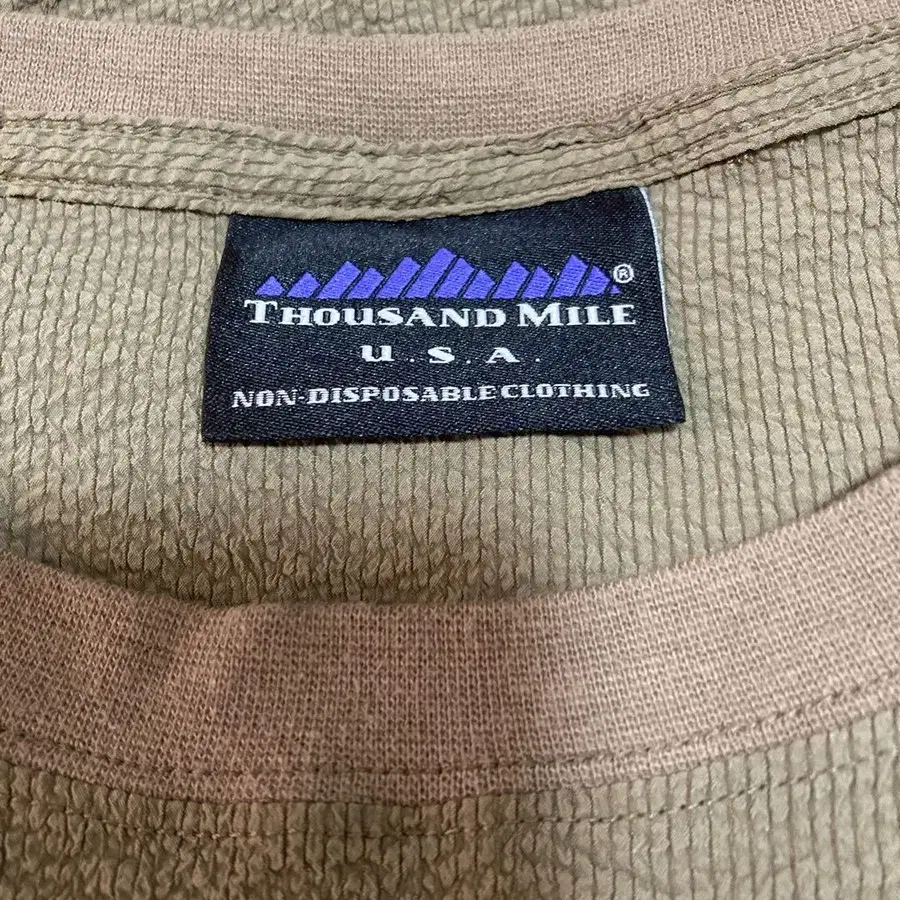 ®
THOUSAND MILE
U.S.A.
NON-DISPOSABLE CLOTHING